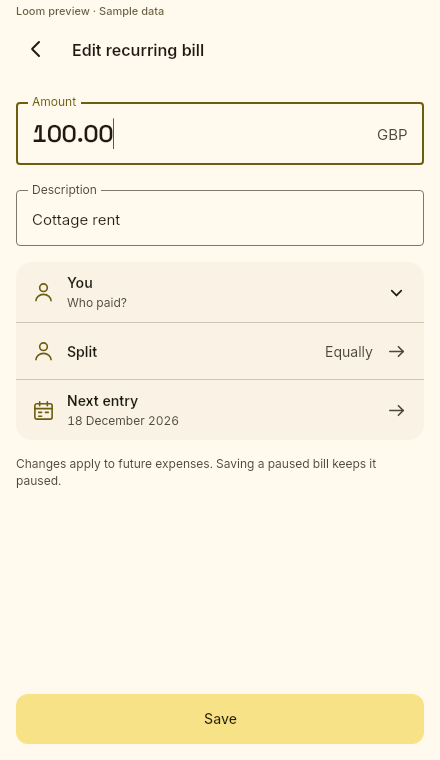 Loom preview · Sample data
Edit recurring bill
Amount
100.00
GBP
Description
Cottage rent
You
Who paid?
Split
Equally
Next entry
18 December 2026
Changes apply to future expenses. Saving a paused bill keeps it
paused.
Save